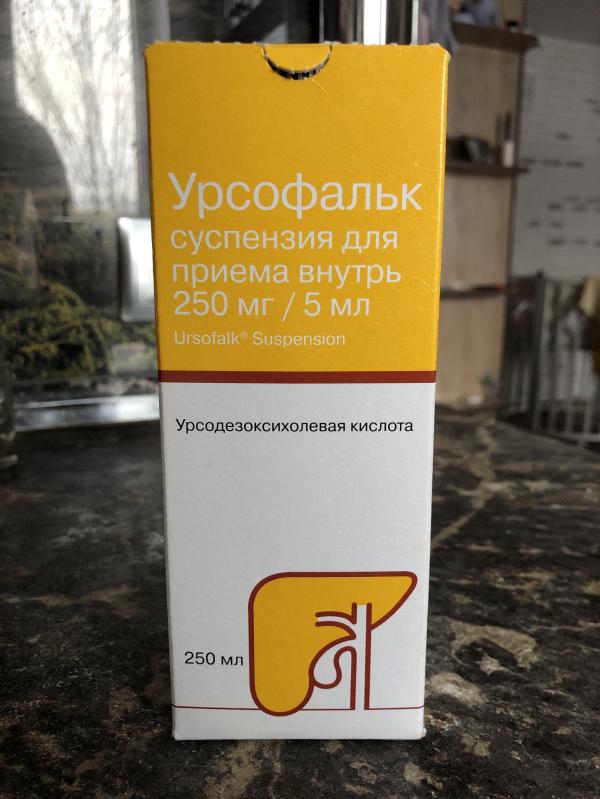 Урсофальк
суспензия для
приема внутрь
250 мг / 5 мл
Ursofalk® Suspension
Урсодезоксихолевая кислота
250 мл